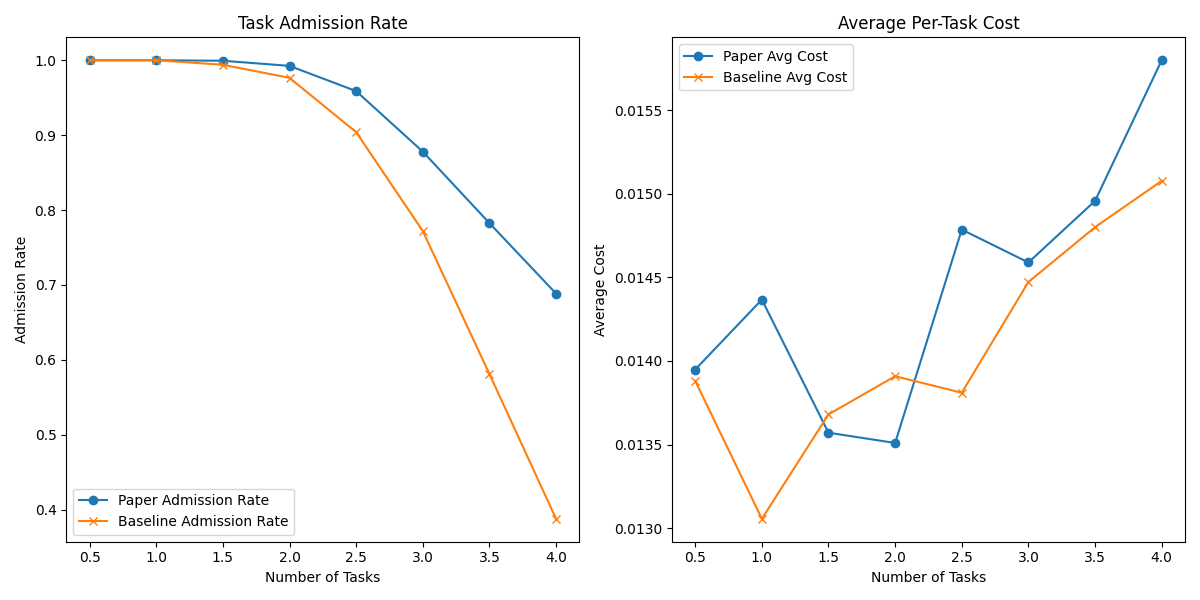 Task Admission Rate
Admission Rate
1.0
0.9
0.8
0.7
0.6
0.5
0.4
Paper Admission Rate
Baseline Admission Rate
0.5 1.0 1.5 2.0 2.5 3.0 3.5 4.0
Number of Tasks
Average Per-Task Cost
Average Cost
Paper Avg Cost
Baseline Avg Cost
0.0155
0.0150
0.0145
0.0140
0.0135
0.0130
0.5 1.0 1.5 2.0 2.5 3.0 3.5 4.0
Number of Tasks